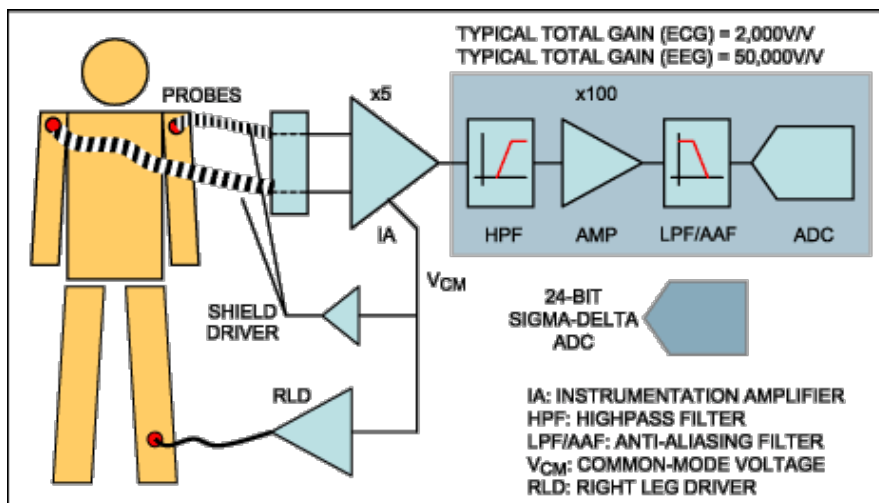 TYPICAL TOTAL GAIN (ECG) = 2,000V/V
TYPICAL TOTAL GAIN (EEG) = 50,000V/V
PROBES
x5
x100
IA
HPF
AMP
LPF/AAF
ADC
VCM
SHIELD
DRIVER
24-BIT
SIGMA-DELTA
ADC
RLD
IA: INSTRUMENTATION AMPLIFIER
HPF: HIGHPASS FILTER
LPF/AAF: ANTI-ALIASING FILTER
VCM: COMMON-MODE VOLTAGE
RLD: RIGHT LEG DRIVER